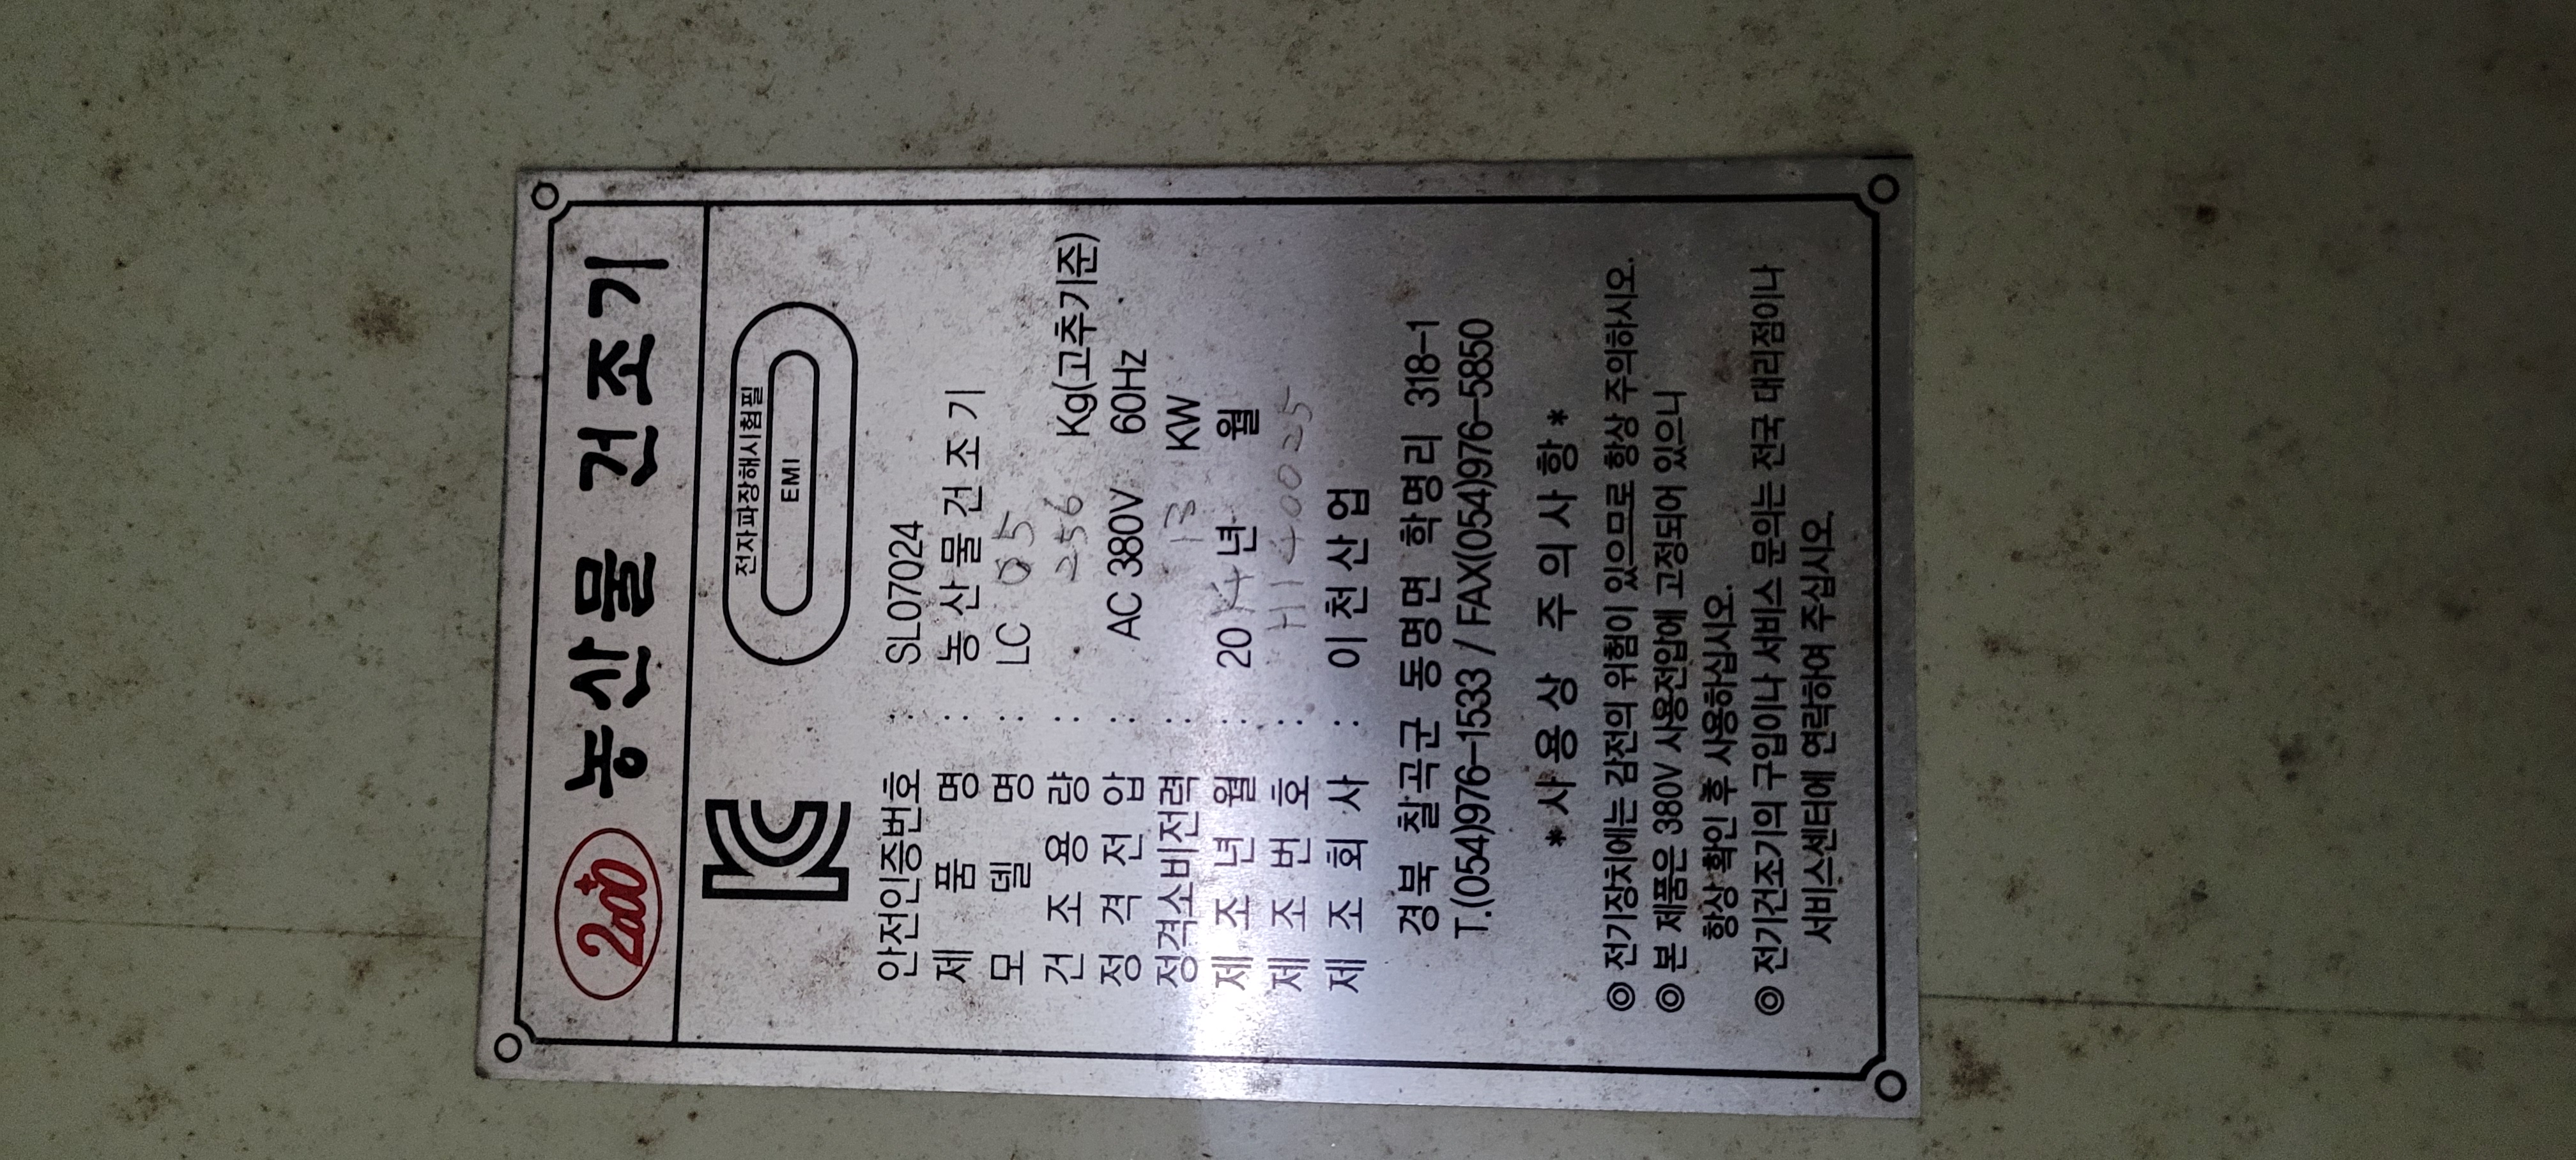 2000 농산물 건조기
전자파장해시험필
EMI
안전인증번호 : SL07024
제품명 : 농산물건조기
모델명 : LC 05
건조용량 : 256 Kg(고추기준)
정격전압 : AC 380V 60Hz
정격소비전력 : 13 KW
제조년월 : 20 14 년 월
제조번호 : H140025
제조회사 : 이천산업
경북 칠곡군 동명면 학명리 318-1
T.(054)976-1533 / FAX(054)976-5850
* 사용상 주의사항 *
◎ 전기장치에는 감전의 위험이 있으므로 항상 주의하시오.
◎ 본 제품은 380V 사용전압에 고정되어 있으니
항상 확인 후 사용하십시오.
◎ 전기건조기의 구입이나 서비스 문의는 전국 대리점이나
서비스센터에 연락하여 주십시오.